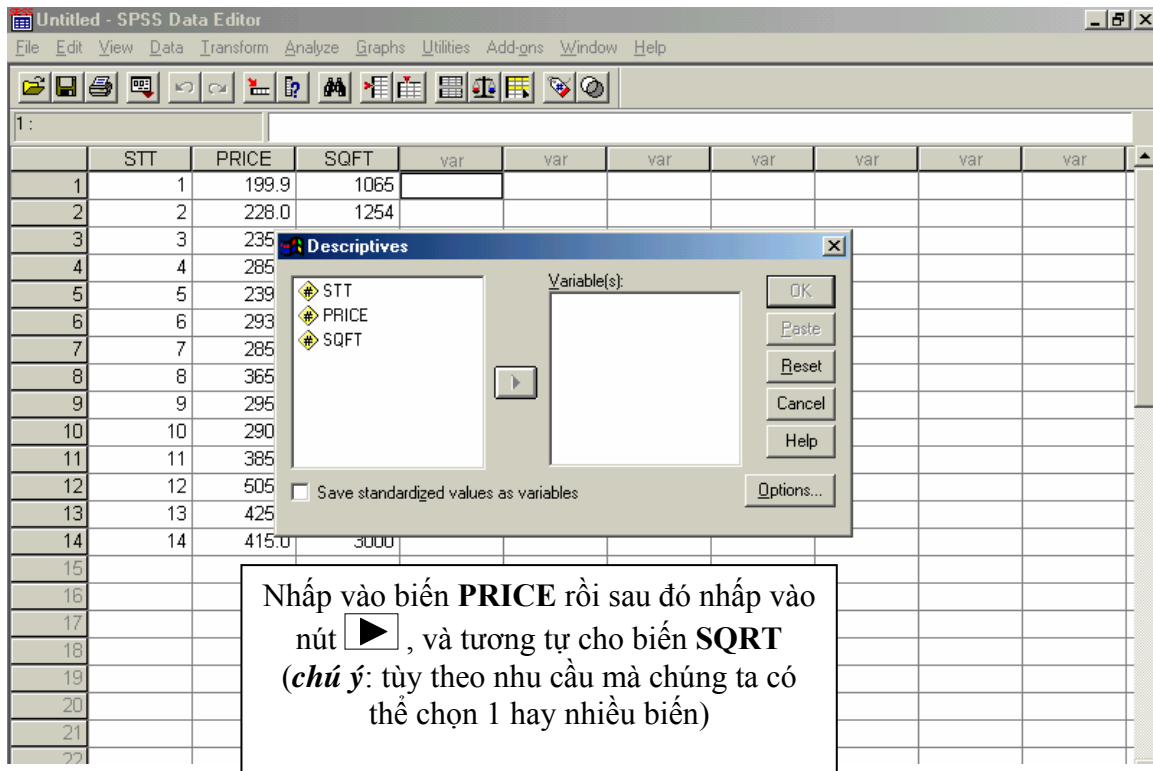 Untitled - SPSS Data Editor
File Edit View Data Transform Analyze Graphs Utilities Add-ons Window Help
1 :
STT PRICE SQFT var var var var var var var
1 1 199.9 1065
2 2 228.0 1254
3 3 235
4 4 285
5 5 239
6 6 293
7 7 285
8 8 365
9 9 295
10 10 290
11 11 385
12 12 505
13 13 425
14 14 415.0 3000
15
16
17
18
19
20
21
22
Descriptives
STT
PRICE
SQFT
Variable(s):
OK
Paste
Reset
Cancel
Help
Save standardized values as variables
Options...
Nhấp vào biến PRICE rồi sau đó nhấp vào
nút , và tương tự cho biến SQRT
(chú ý: tùy theo nhu cầu mà chúng ta có
thể chọn 1 hay nhiều biến)